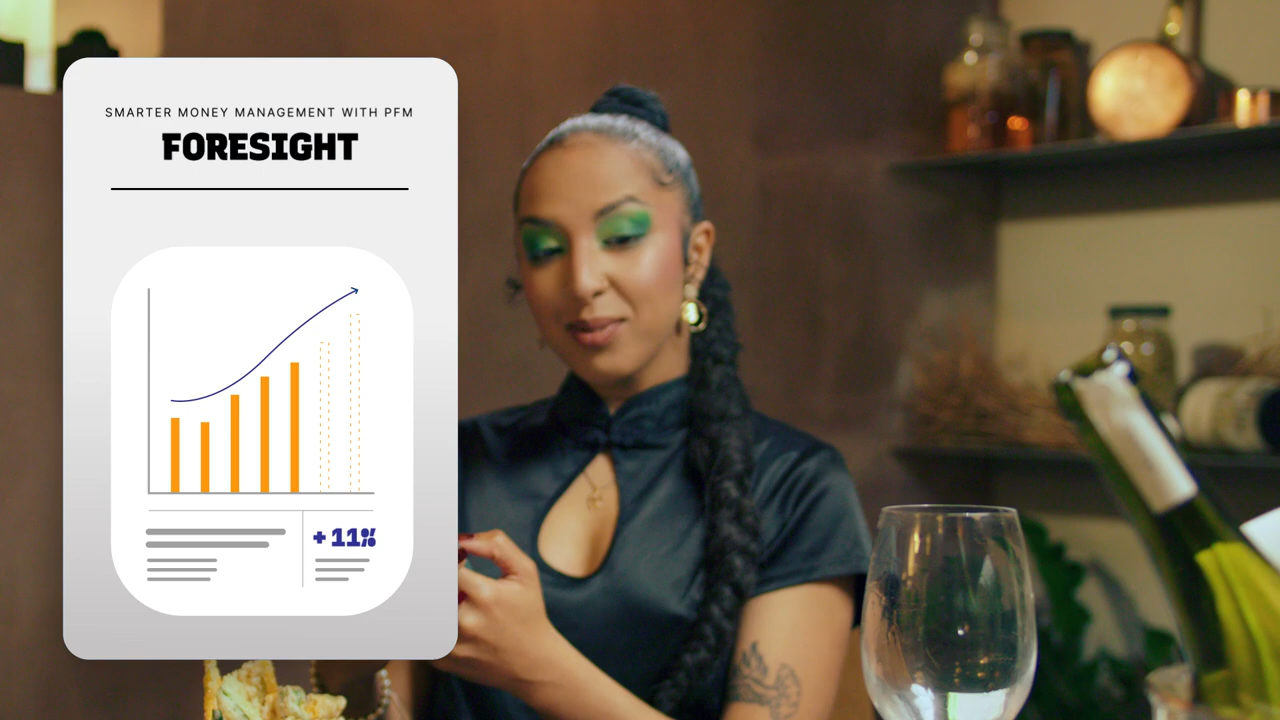 SMARTER MONEY MANAGEMENT WITH PFM
FORESIGHT
+ 11%